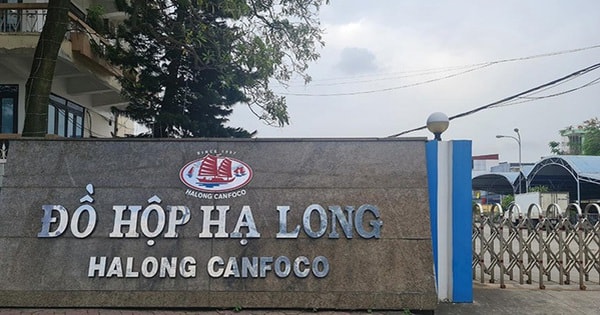 SINCE 1957
HALONG CANFOCO
ĐỒ HỘP HẠ LONG
HALONG CANFOCO